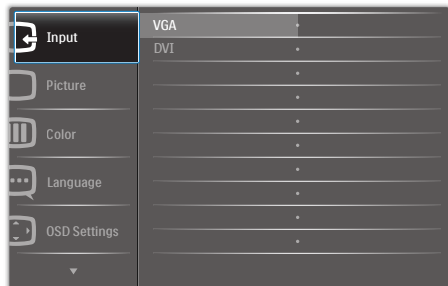 Input
Picture
Color
Language
OSD Settings
VGA
DVI